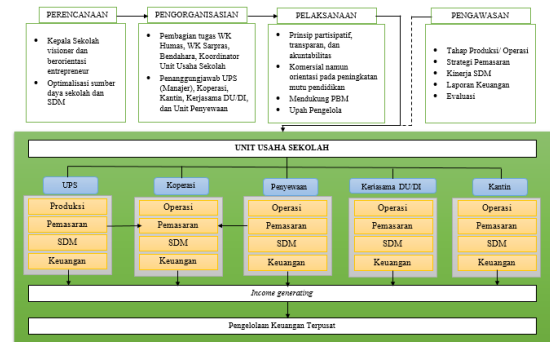 PERENCANAAN
PENGORGANISASIAN
PELAKSANAAN
PENGAWASAN
• Kepala Sekolah
visioner dan
berorientasi
entrepreneur
• Optimalisasi sumber
daya sekolah dan
SDM
• Pembagian tugas WK
Humas, WK Sarpras,
Bendahara, Koordinator
Unit Usaha Sekolah
• Penanggungjawab UPS
(Manajer), Koperasi,
Kantin, Kerjasama DU/DI,
dan Unit Penyewaan
• Prinsip partisipatif,
transparan, dan
akuntabilitas
• Komersial namun
orientasi pada peningkatan
mutu pendidikan
• Mendukung PBM
• Upah Pengelola
• Tahap Produksi/ Operasi
• Strategi Pemasaran
• Kinerja SDM
• Laporan Keuangan
• Evaluasi
UNIT USAHA SEKOLAH
UPS
Koperasi
Penyewaan
Kerjasama DU/DI
Kantin
Produksi
Operasi
Operasi
Operasi
Operasi
Pemasaran
Pemasaran
Pemasaran
Pemasaran
Pemasaran
SDM
SDM
SDM
SDM
SDM
Keuangan
Keuangan
Keuangan
Keuangan
Keuangan
Income generating
Pengelolaan Keuangan Terpusat